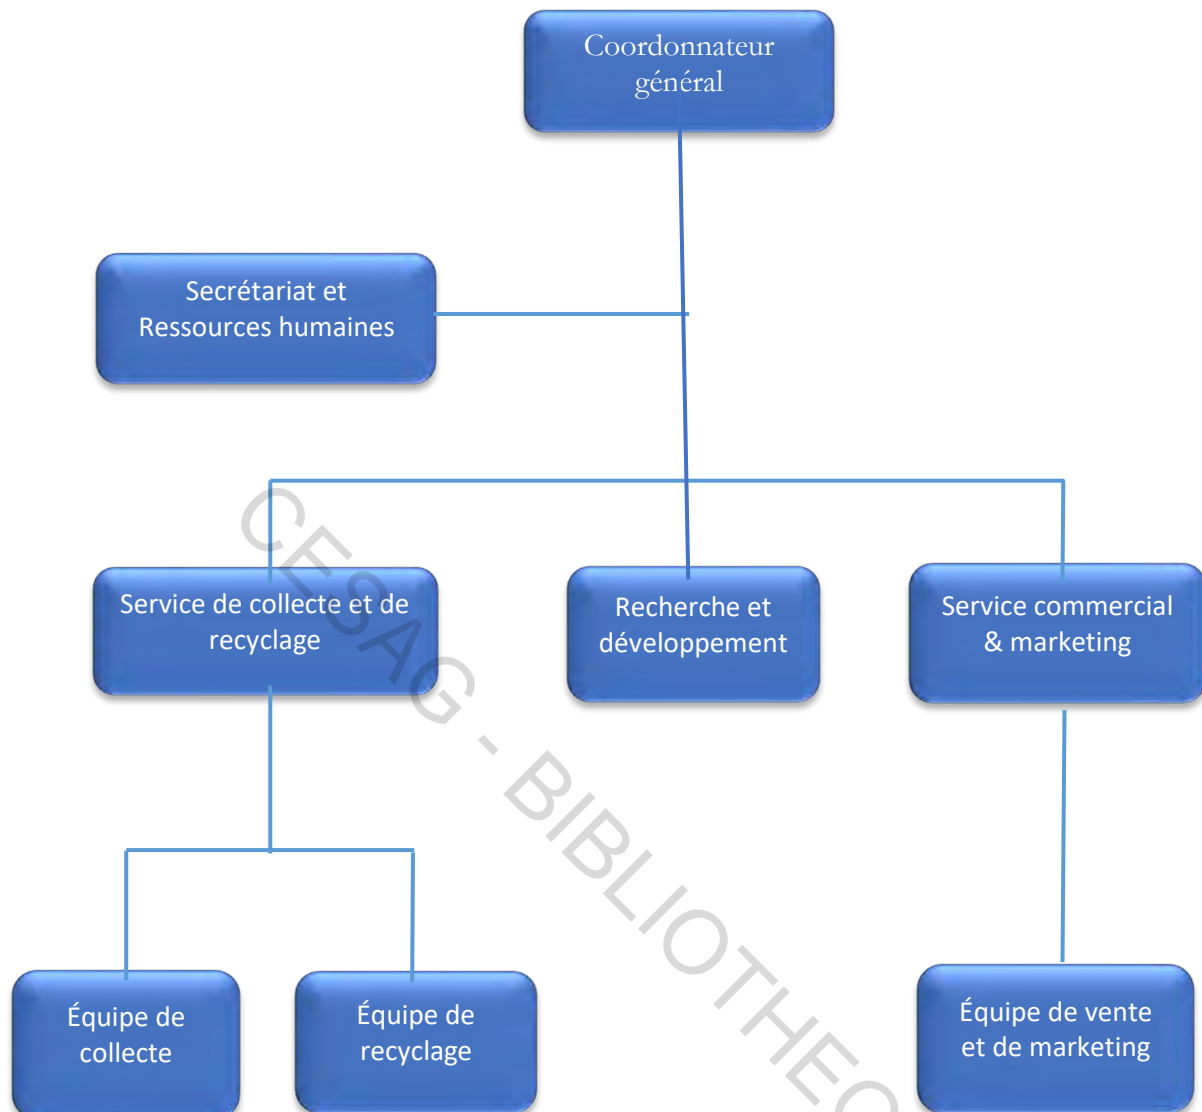 Coordonnateur
général
Secrétariat et
Ressources humaines
Service de collecte et de
recyclage
Recherche et
développement
Service commercial
& marketing
Équipe de
collecte
Équipe de
recyclage
Équipe de vente
et de marketing
CESAG - BIBLIOTHEQ